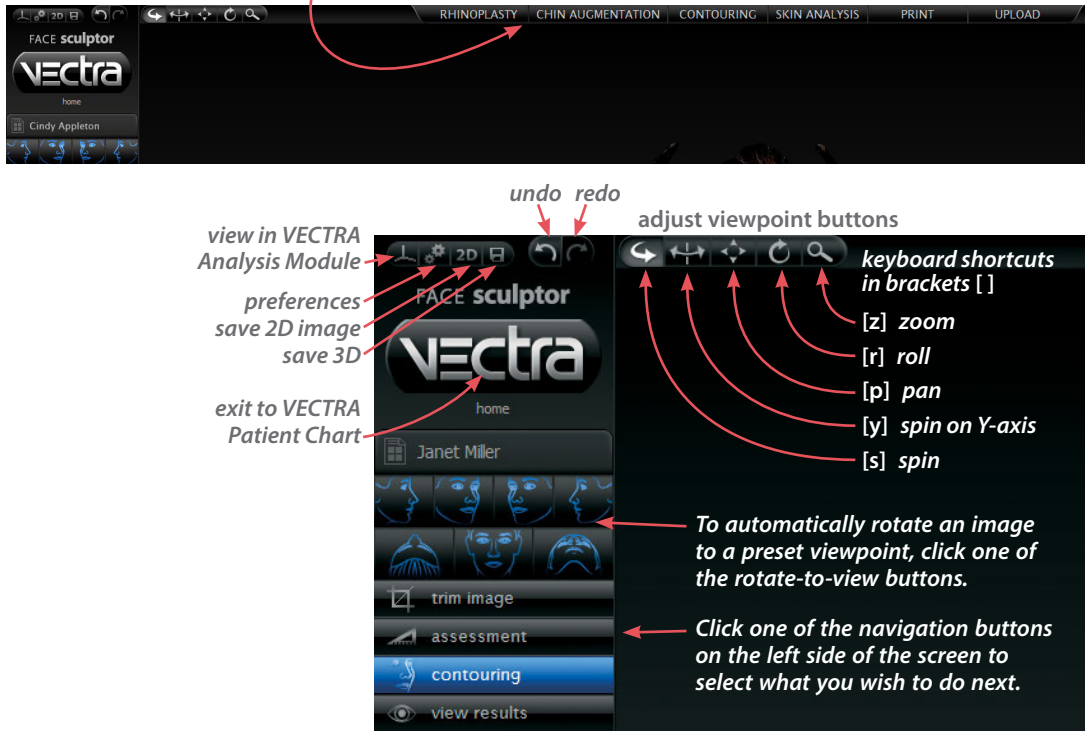 2D
RHINOPLASTY CHIN AUGMENTATION CONTOURING SKIN ANALYSIS PRINT UPLOAD
FACE sculptor
vectra
home
Cindy Appleton
undo redo
adjust viewpoint buttons
view in VECTRA
Analysis Module
2D
keyboard shortcuts
in brackets [ ]
preferences
FACE sculptor
save 2D image
[z] zoom
save 3D
[r] roll
vectra
[p] pan
exit to VECTRA
Patient Chart
home
[y] spin on Y-axis
Janet Miller
[s] spin
To automatically rotate an image
to a preset viewpoint, click one of
the rotate-to-view buttons.
trim image
assessment
contouring
view results
Click one of the navigation buttons
on the left side of the screen to
select what you wish to do next.